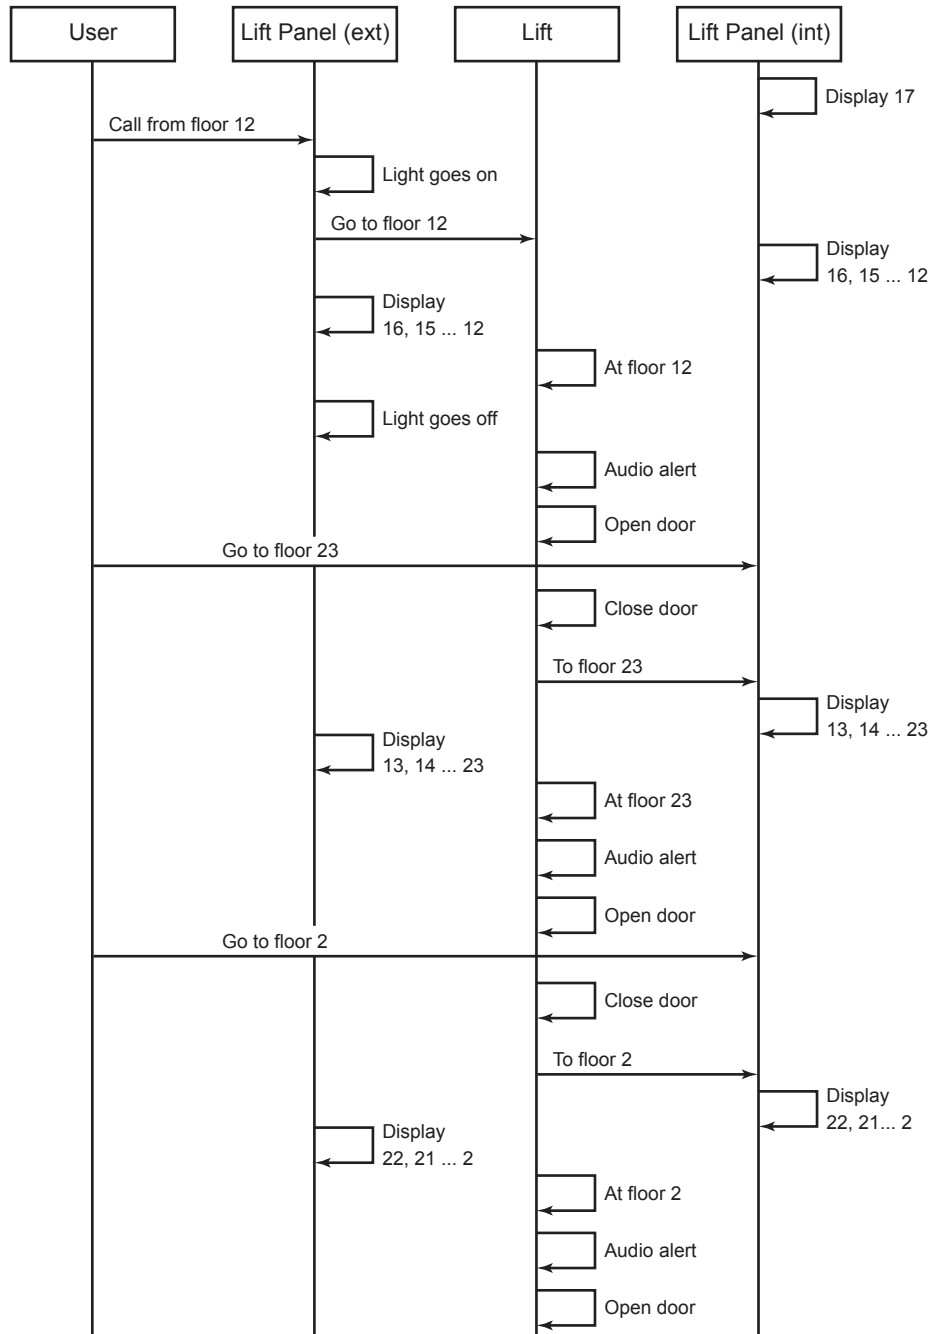 User
Lift Panel (ext)
Lift
Lift Panel (int)
Display 17
Call from floor 12
Light goes on
Go to floor 12
Display
16, 15 ... 12
Display
16, 15 ... 12
At floor 12
Light goes off
Audio alert
Open door
Go to floor 23
Close door
To floor 23
Display
13, 14 ... 23
Display
13, 14 ... 23
At floor 23
Audio alert
Open door
Go to floor 2
Close door
To floor 2
Display
22, 21... 2
Display
22, 21 ... 2
At floor 2
Audio alert
Open door